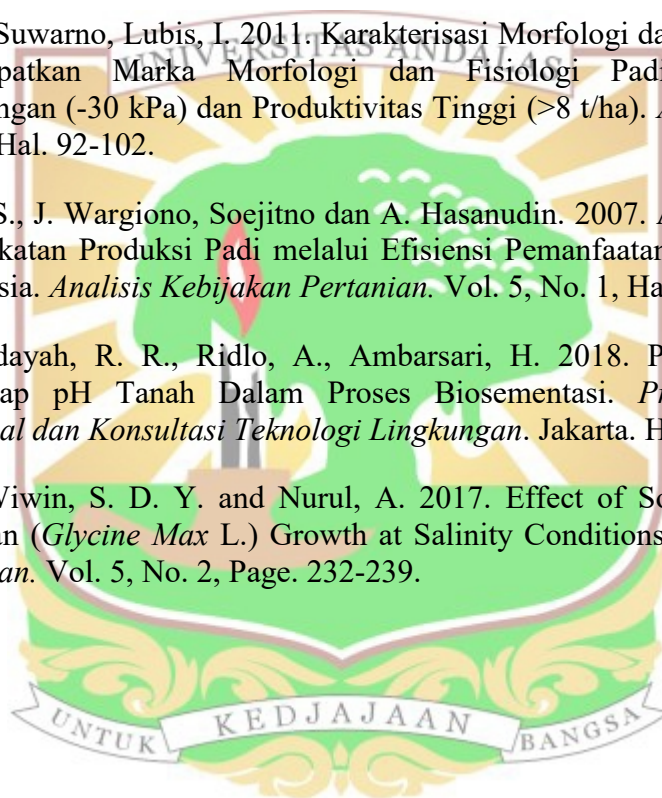 Suwarno, Lubis, I. 2011. Karakterisasi Morfologi da
patkan Marka Morfologi dan Fisiologi Padi
ngan (-30 kPa) dan Produktivitas Tinggi (>8 t/ha).
Hal. 92-102.
UNIVERSITAS ANDALAS
S., J. Wargiono, Soejitno dan A. Hasanudin. 2007. A
katan Produksi Padi melalui Efisiensi Pemanfaatan
sia. Analisis Kebijakan Pertanian. Vol. 5, No. 1, Ha
dayah, R. R., Ridlo, A., Ambarsari, H. 2018. P
ap pH Tanah Dalam Proses Biosementasi. Pr
al dan Konsultasi Teknologi Lingkungan. Jakarta. H
Wiwin, S. D. Y. and Nurul, A. 2017. Effect of So
an (Glycine Max L.) Growth at Salinity Conditions
an. Vol. 5, No. 2, Page. 232-239.
UNTUK KEDJAJAAN BANGSA